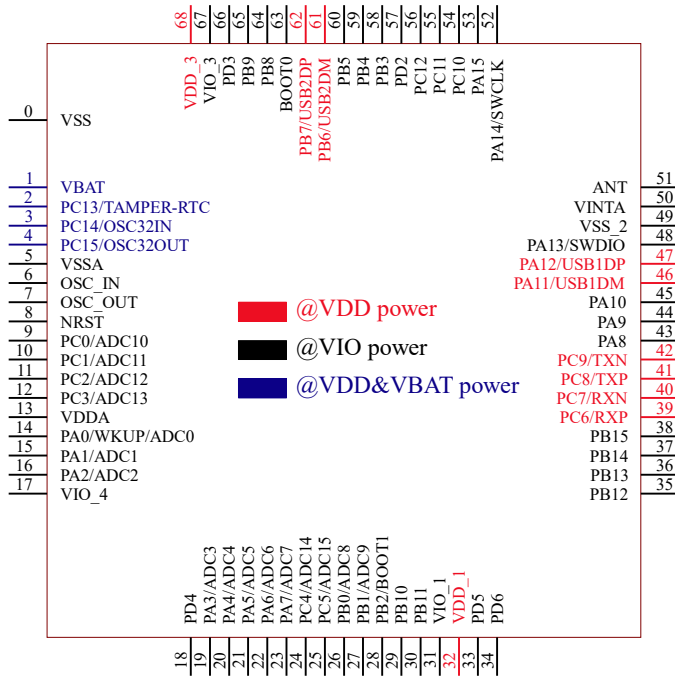 68 67 66 65 64 63 62 61 60 59 58 57 56 55 54 53 52
VDD_3
VIO_3
PD3
PB9
PB8
BOOT0
PB7/USB2DP
PB6/USB2DM
PB5
PB4
PB3
PD2
PC12
PC11
PC10
PA15
PA14/SWCLK
0 VSS
1 VBAT
2 PC13/TAMPER-RTC
3 PC14/OSC32IN
4 PC15/OSC32OUT
5 VSSA
6 OSC_IN
7 OSC_OUT
8 NRST
9 PC0/ADC10
10 PC1/ADC11
11 PC2/ADC12
12 PC3/ADC13
13 VDDA
14 PA0/WKUP/ADC0
15 PA1/ADC1
16 PA2/ADC2
17 VIO_4
@VDD power
@VIO power
@VDD&VBAT power
ANT 51
VINTA 50
VSS_2 49
PA13/SWDIO 48
PA12/USB1DP 47
PA11/USB1DM 46
PA10 45
PA9 44
PA8 43
PC9/TXN 42
PC8/TXP 41
PC7/RXN 40
PC6/RXP 39
PB15 38
PB14 37
PB13 36
PB12 35
PD4
PA3/ADC3
PA4/ADC4
PA5/ADC5
PA6/ADC6
PA7/ADC7
PC4/ADC14
PC5/ADC15
PB0/ADC8
PB1/ADC9
PB2/BOOT1
PB10
PB11
VIO_1
VDD_1
PD5
PD6
18 19 20 21 22 23 24 25 26 27 28 29 30 31 32 33 34